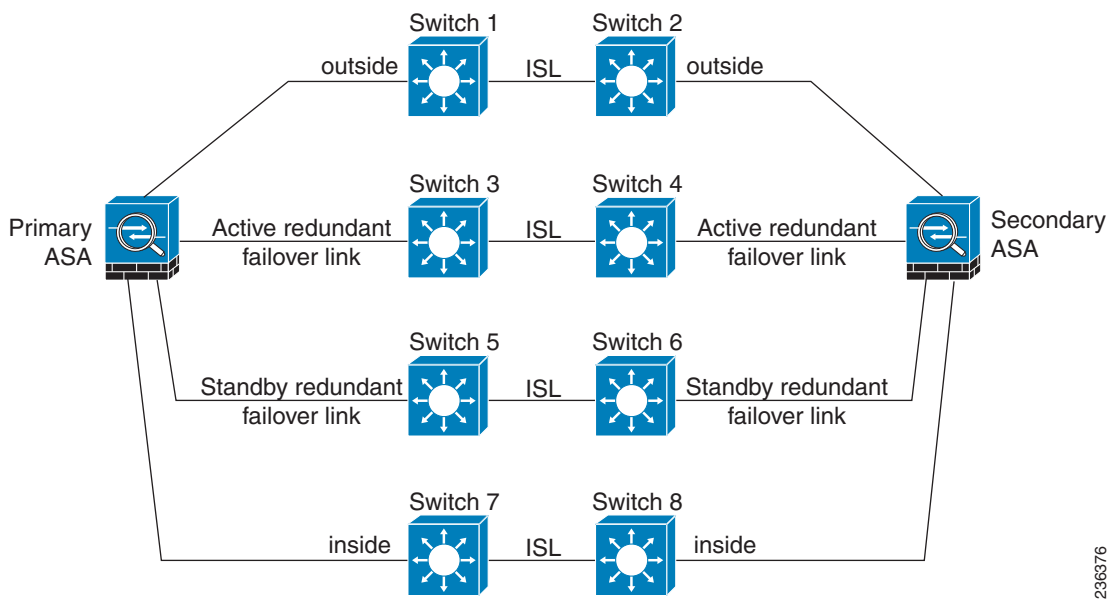 Switch 1
Switch 2
outside
ISL
outside
Switch 3
Switch 4
Primary
ASA
Active redundant
failover link
ISL
Active redundant
failover link
Secondary
ASA
Switch 5
Switch 6
Standby redundant
failover link
ISL
Standby redundant
failover link
Switch 7
Switch 8
inside
ISL
inside
236376